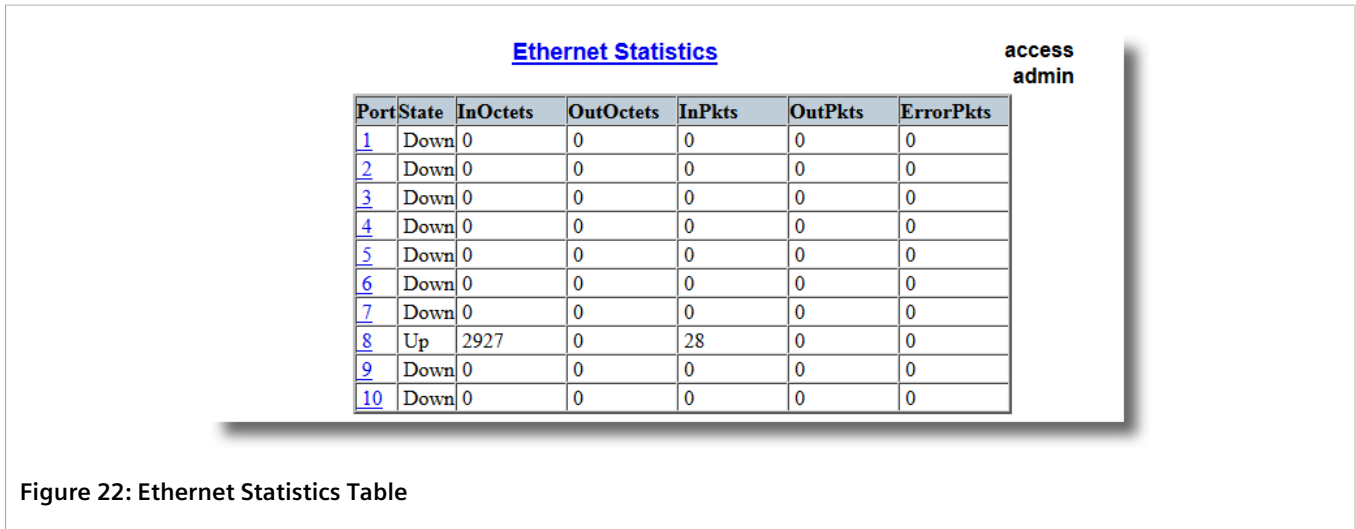 Ethernet Statistics
access
admin
Port State InOctets OutOctets InPkts OutPkts ErrorPkts
1 Down 0 0 0 0 0
2 Down 0 0 0 0 0
3 Down 0 0 0 0 0
4 Down 0 0 0 0 0
5 Down 0 0 0 0 0
6 Down 0 0 0 0 0
7 Down 0 0 0 0 0
8 Up 2927 0 28 0 0
9 Down 0 0 0 0 0
10 Down 0 0 0 0 0
Figure 22: Ethernet Statistics Table